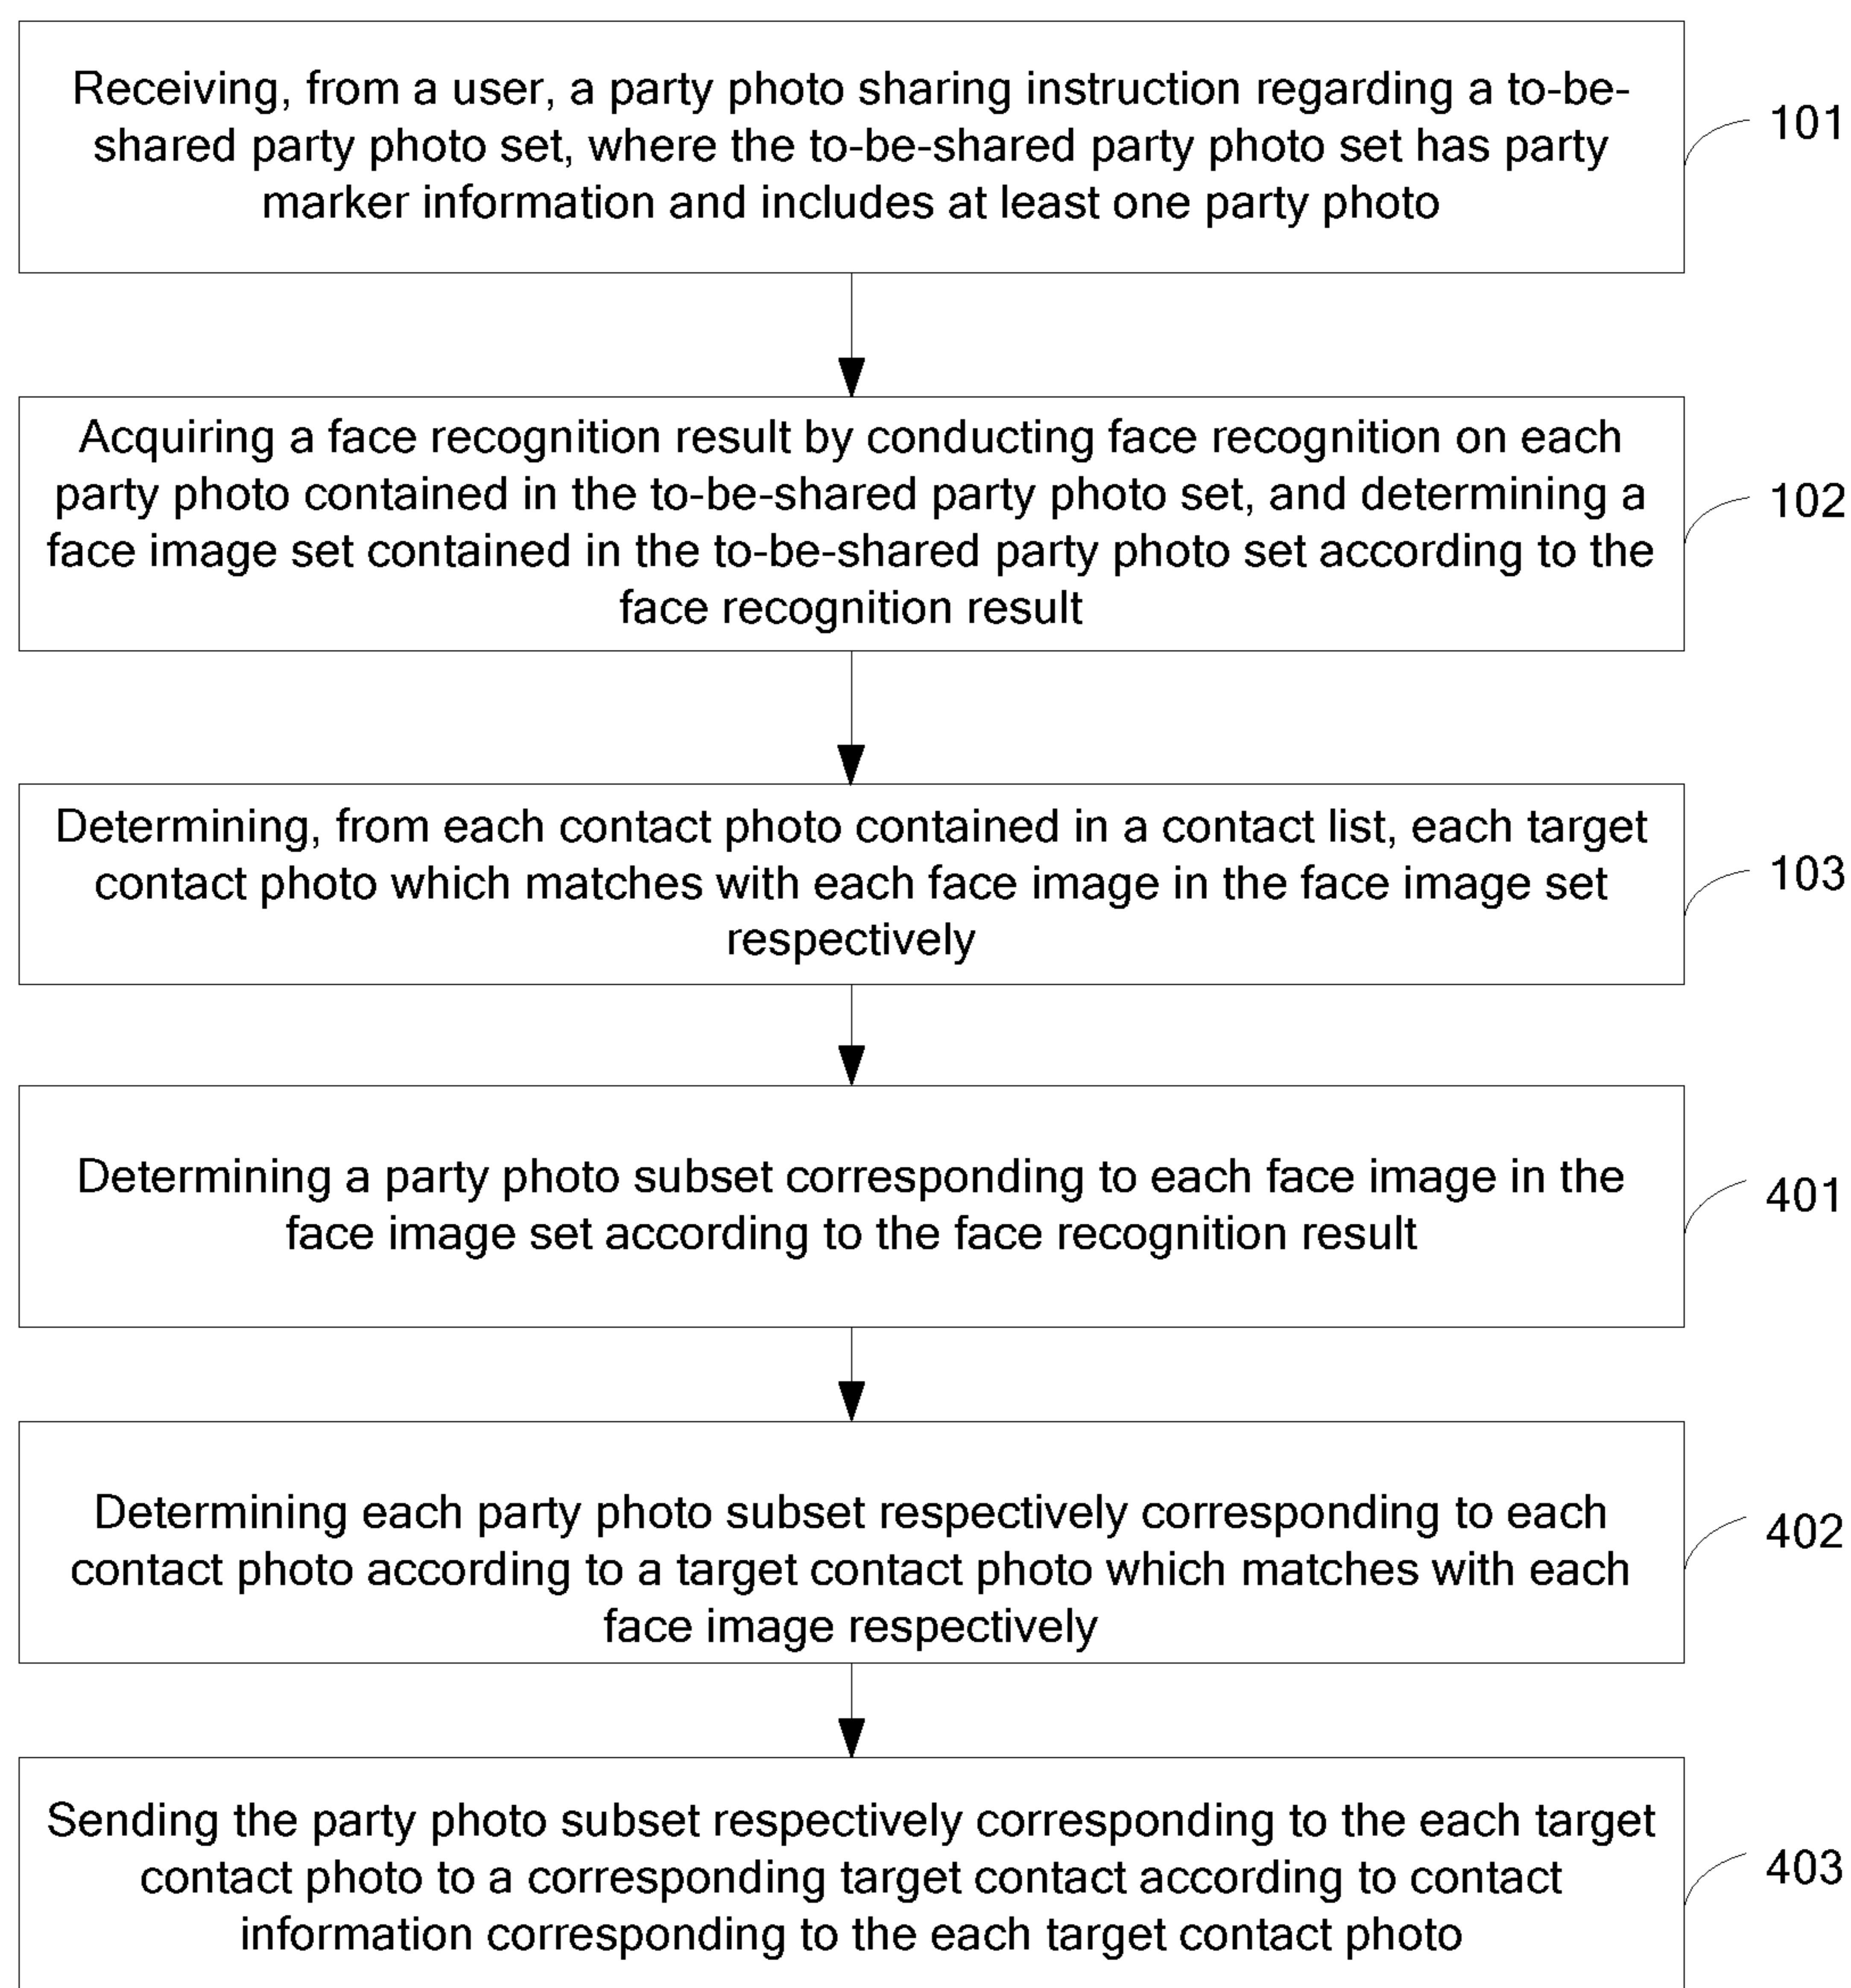 Receiving, from a user, a party photo sharing instruction regarding a to-be-
shared party photo set, where the to-be-shared party photo set has party
marker information and includes at least one party photo
101
Acquiring a face recognition result by conducting face recognition on each
party photo contained in the to-be-shared party photo set, and determining a
face image set contained in the to-be-shared party photo set according to the
face recognition result
102
Determining, from each contact photo contained in a contact list, each target
contact photo which matches with each face image in the face image set
respectively
103
Determining a party photo subset corresponding to each face image in the
face image set according to the face recognition result
401
Determining each party photo subset respectively corresponding to each
contact photo according to a target contact photo which matches with each
face image respectively
402
Sending the party photo subset respectively corresponding to the each target
contact photo to a corresponding target contact according to contact
information corresponding to the each target contact photo
403